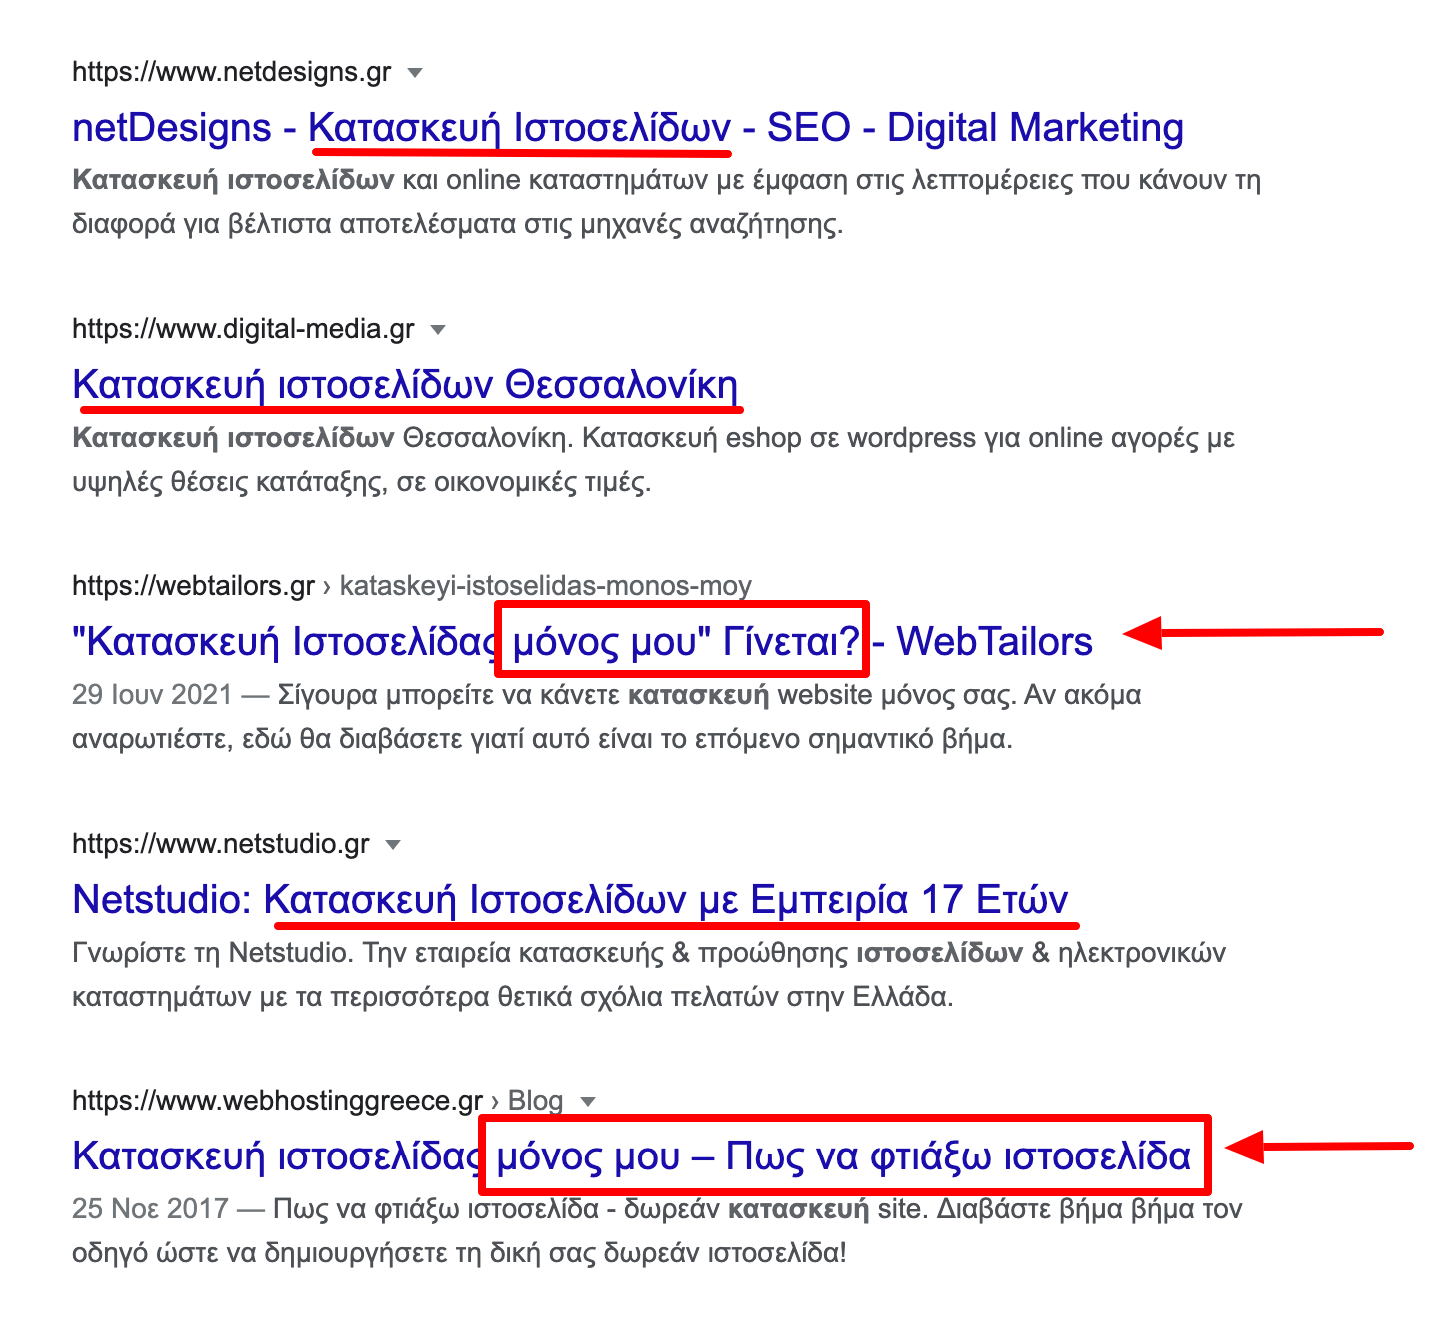 https://www.netdesigns.gr
netDesigns - Κατασκευή Ιστοσελίδων - SEO - Digital Marketing
Κατασκευή ιστοσελίδων και online καταστημάτων με έμφαση στις λεπτομέρειες που κάνουν τη
διαφορά για βέλτιστα αποτελέσματα στις μηχανές αναζήτησης.
https://www.digital-media.gr
Κατασκευή ιστοσελίδων Θεσσαλονίκη
Κατασκευή ιστοσελίδων Θεσσαλονίκη. Κατασκευή eshop σε wordpress για online αγορές με
υψηλές θέσεις κατάταξης, σε οικονομικές τιμές.
https://webtailors.gr › kataskeyi-istoselidas-monos-moy
"Κατασκευή Ιστοσελίδας μόνος μου" Γίνεται? - WebTailors
29 Ιουν 2021 — Σίγουρα μπορείτε να κάνετε κατασκευή website μόνος σας. Αν ακόμα
αναρωτιέστε, εδώ θα διαβάσετε γιατί αυτό είναι το επόμενο σημαντικό βήμα.
https://www.netstudio.gr
Netstudio: Κατασκευή Ιστοσελίδων με Εμπειρία 17 Ετών
Γνωρίστε τη Netstudio. Την εταιρεία κατασκευής & προώθησης ιστοσελίδων & ηλεκτρονικών
καταστημάτων με τα περισσότερα θετικά σχόλια πελατών στην Ελλάδα.
https://www.webhostinggreece.gr › Blog
Κατασκευή ιστοσελίδας μόνος μου – Πως να φτιάξω ιστοσελίδα
25 Νοε 2017 — Πως να φτιάξω ιστοσελίδα - δωρεάν κατασκευή site. Διαβάστε βήμα βήμα τον
οδηγό ώστε να δημιουργήσετε τη δική σας δωρεάν ιστοσελίδα!